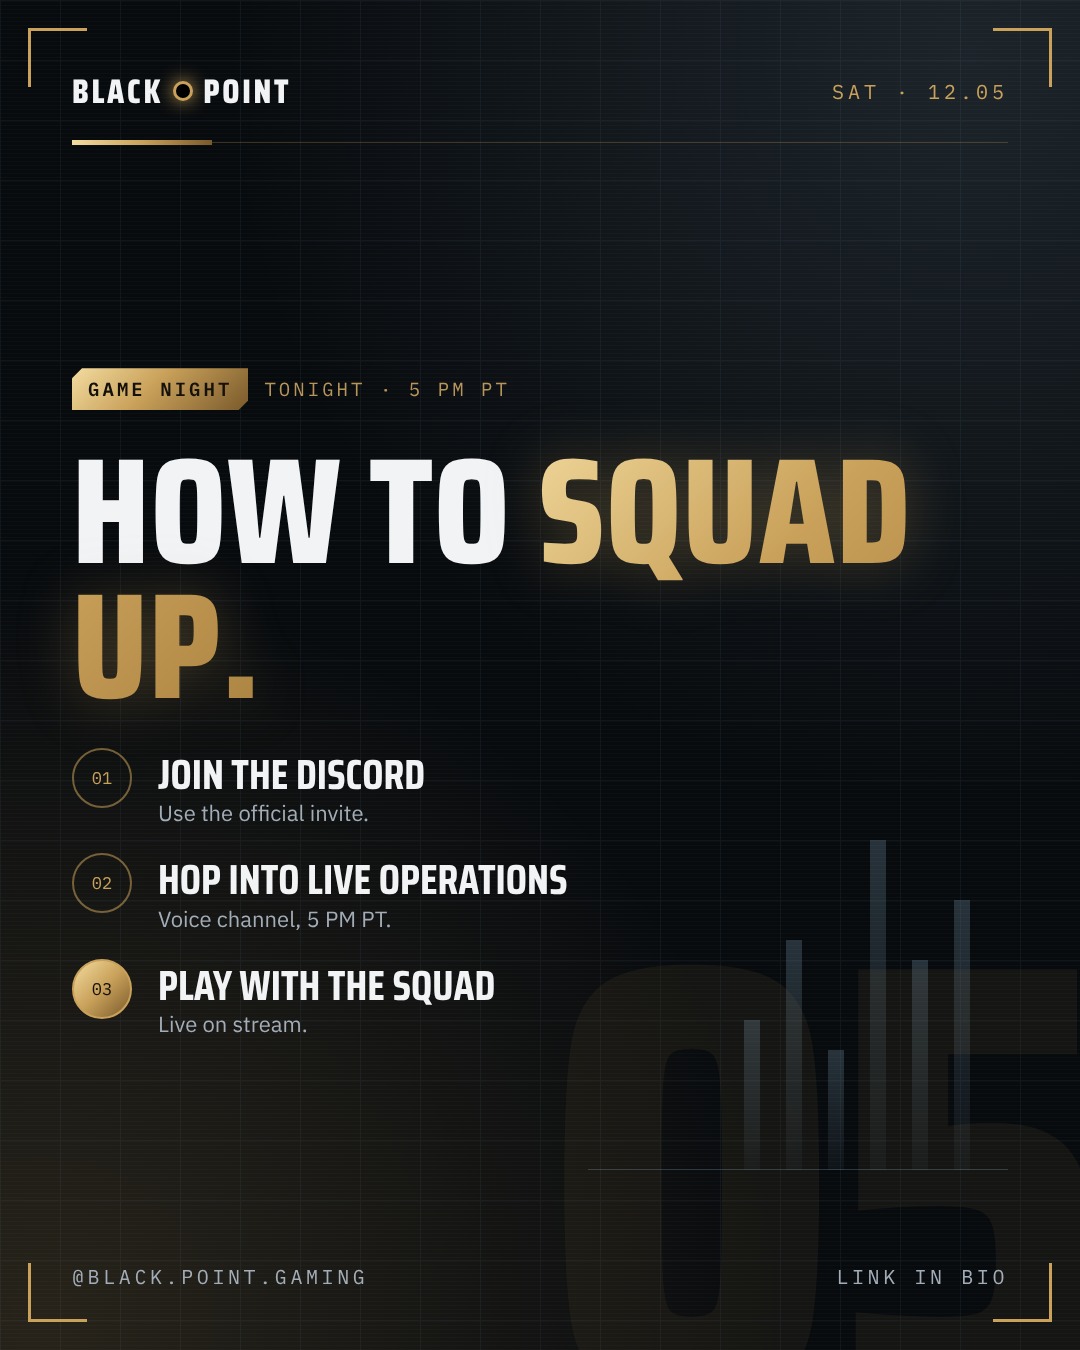 BLACK POINT
SAT · 12.05
GAME NIGHT TONIGHT · 5 PM PT
HOW TO SQUAD
UP.
01 JOIN THE DISCORD
Use the official invite.
02 HOP INTO LIVE OPERATIONS
Voice channel, 5 PM PT.
03 PLAY WITH THE SQUAD
Live on stream.
05
@BLACK.POINT.GAMING
LINK IN BIO